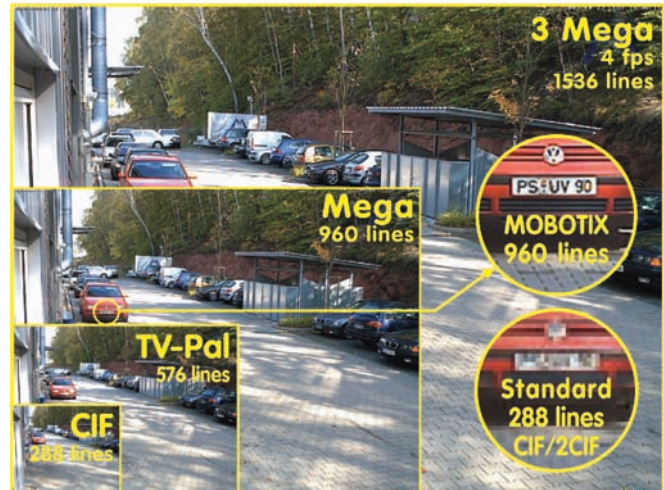 3 Mega
4 fps
1536 lines
PS UV 90
MOBOTIX
960 lines
Mega
960 lines
TV-Pal
576 lines
Standard
288 lines
CIF/2CIF
CIF
288 lines